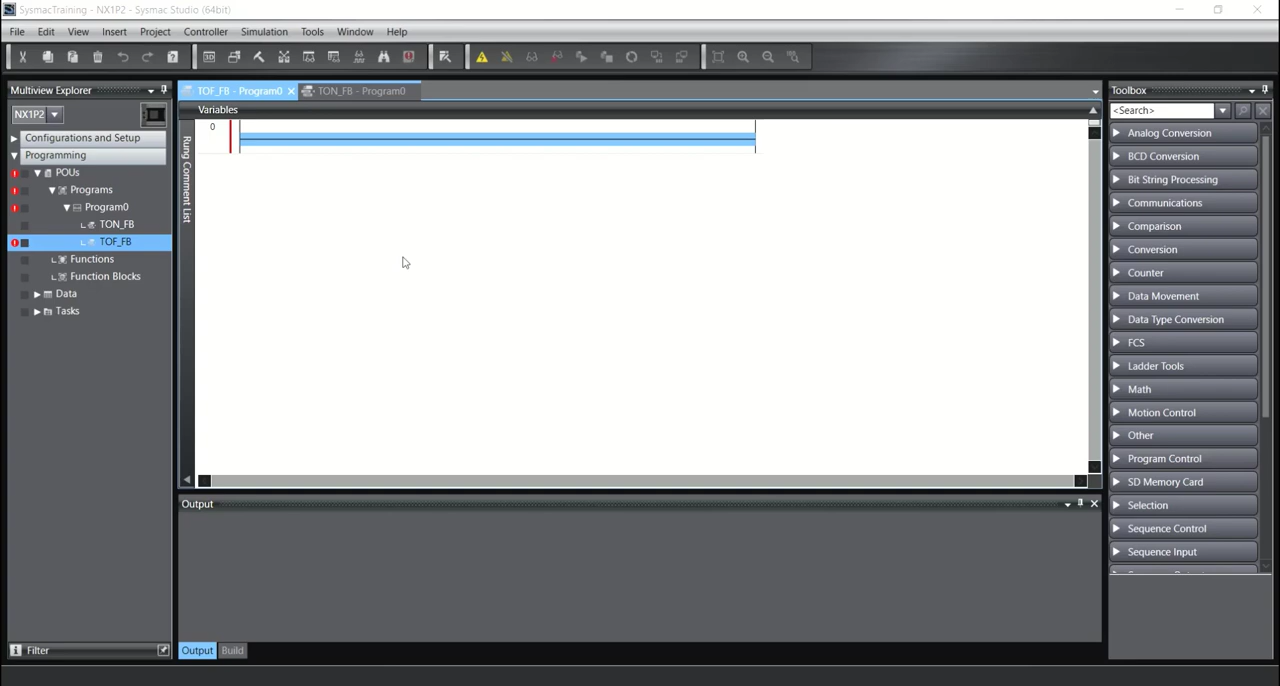 SysmacTraining - NX1P2 - Sysmac Studio (64bit)
File Edit View Insert Project Controller Simulation Tools Window Help
Multiview Explorer
NX1P2
Configurations and Setup
Programming
POUs
Programs
Program0
TON_FB
TOF_FB
Functions
Function Blocks
Data
Tasks
Filter
TOF_FB - Program0 TON_FB - Program0
Variables
0
Rung Comment List
Output
Output Build
Toolbox
<Search>
Analog Conversion
BCD Conversion
Bit String Processing
Communications
Comparison
Conversion
Counter
Data Movement
Data Type Conversion
FCS
Ladder Tools
Math
Motion Control
Other
Program Control
SD Memory Card
Selection
Sequence Control
Sequence Input